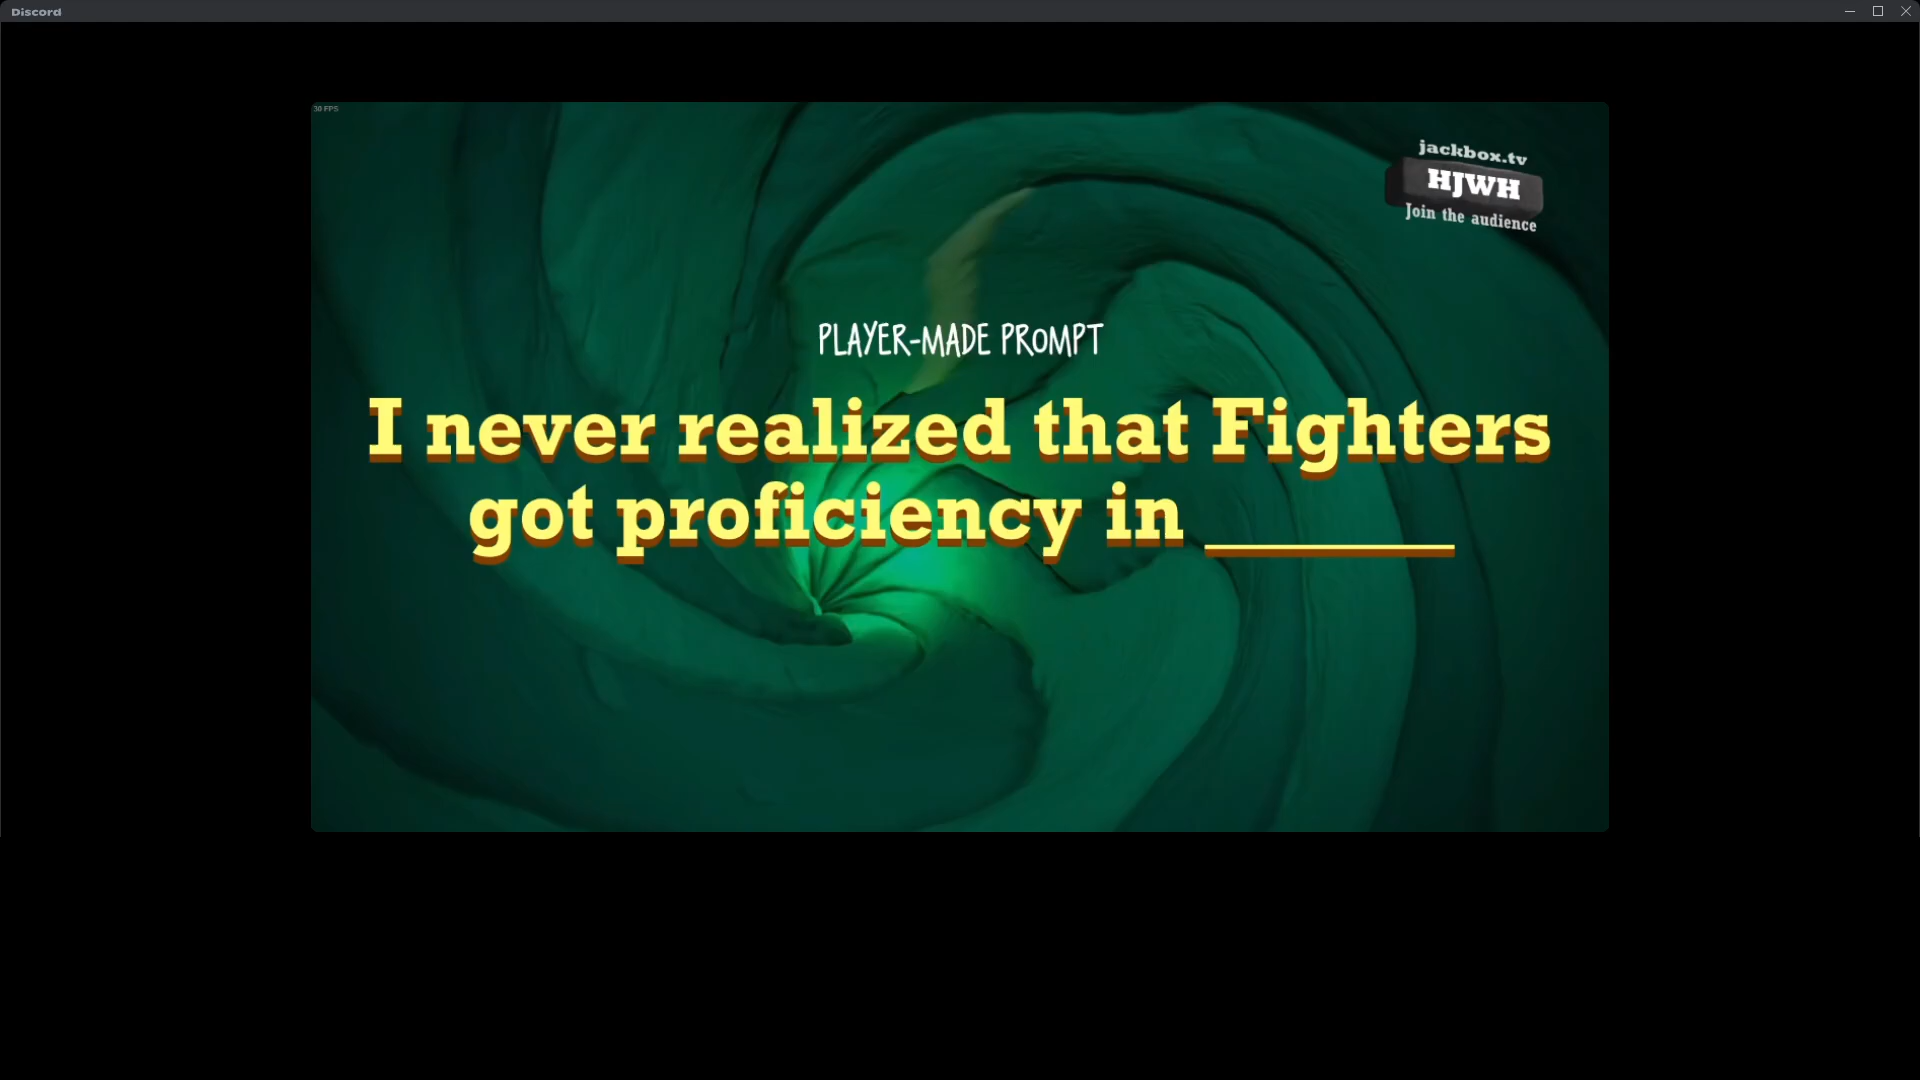 Discord
30 FPS
jackbox.tv
HJWH
Join the audience
PLAYER-MADE PROMPT
I never realized that Fighters
got proficiency in ______